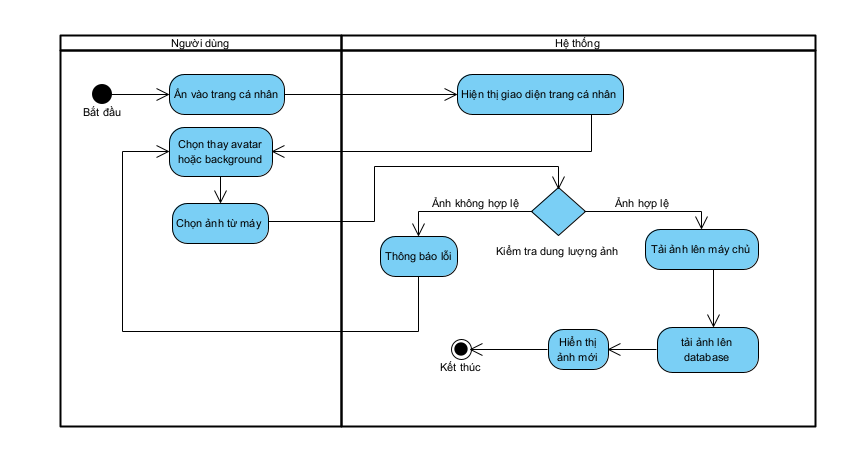 Người dùng
Hệ thống
Ấn vào trang cá nhân
Hiện thị giao diện trang cá nhân
Bắt đầu
Chọn thay avatar
hoặc background
Chọn ảnh từ máy
Ảnh không hợp lệ
Ảnh hợp lệ
Kiểm tra dung lượng ảnh
Thông báo lỗi
Tải ảnh lên máy chủ
Hiển thị
ảnh mới
tải ảnh lên
database
Kết thúc